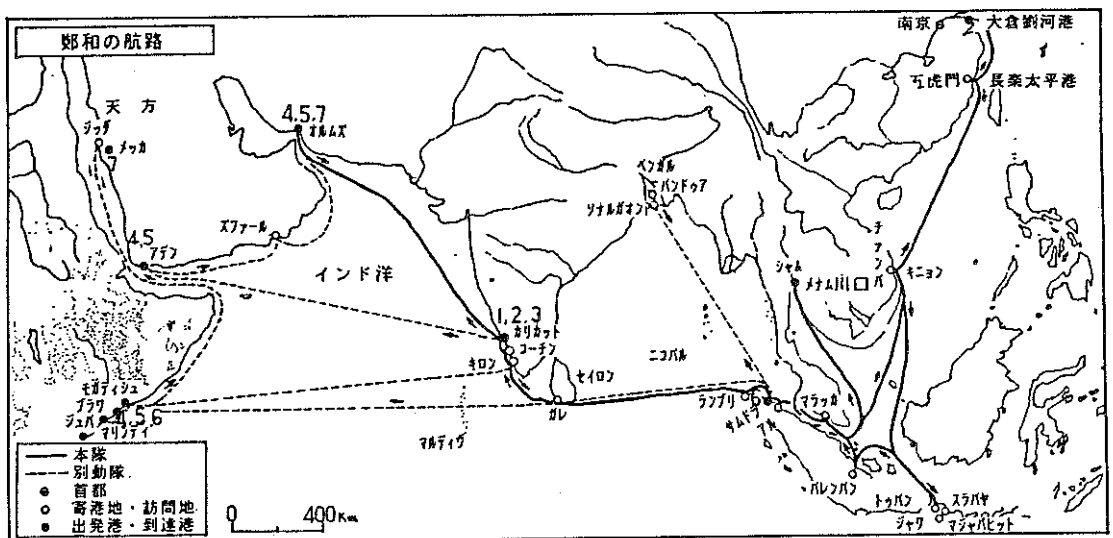 鄭和の航路
南京
大倉劉河港
五虎門
長楽太平港
天方
ジッダ
メッカ
7
4.5.7
オルムズ
ズファール
4.5
アデン
インド洋
ベンガル
パンドゥア
ソナルガオン
チャンパ
シャム
メナム川口
キニョン
1,2,3
カリカット
コーチン
キロン
セイロン
ガレ
ニコバル
マルディヴ
モガディシュ
ブラワ
ジュバ
マリンディ
4.5.6
ランブリ
サムドラ
アル
マラッカ
パレンバン
トゥバン
スラバヤ
ジャワ
マジャパヒット
本隊
別動隊
首都
寄港地・訪問地
出発港・到達港
0 400Km